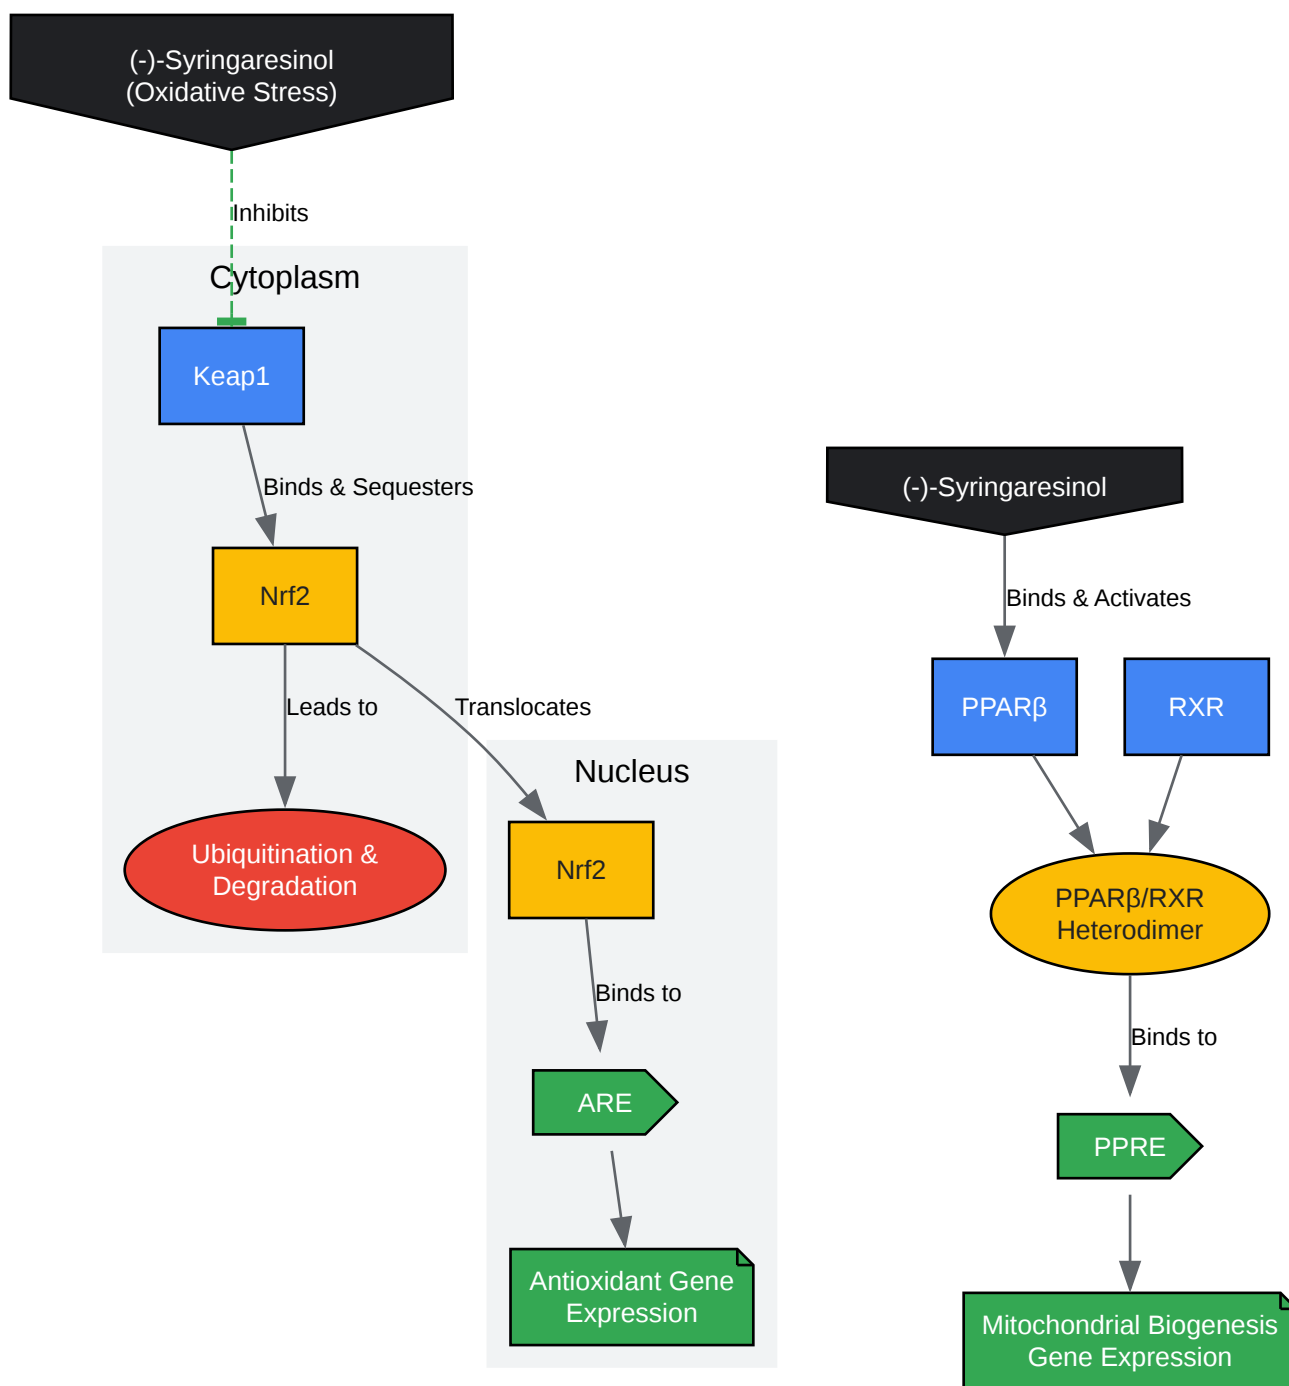 (-)-Syringaresinol
(Oxidative Stress)
Inhibits
Cytoplasm
Keap1
Binds & Sequesters
Nrf2
Leads to
Translocates
Ubiquitination &
Degradation
Nucleus
Nrf2
Binds to
ARE
Antioxidant Gene
Expression
(-)-Syringaresinol
Binds & Activates
PPARβ
RXR
PPARβ/RXR
Heterodimer
Binds to
PPRE
Mitochondrial Biogenesis
Gene Expression